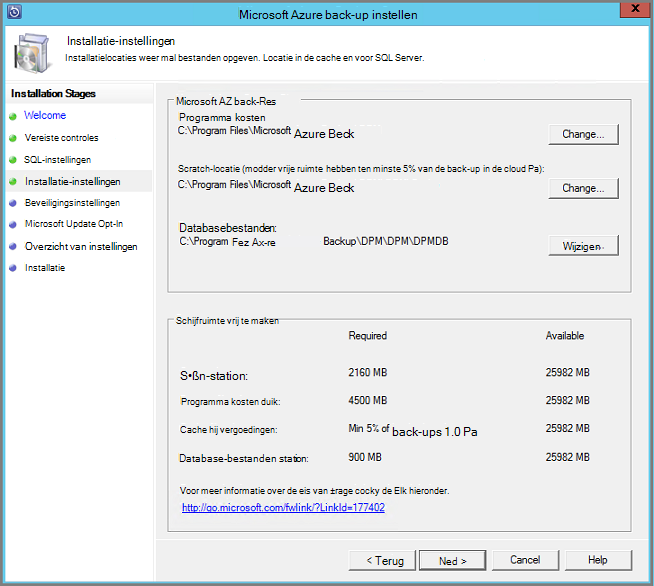 Microsoft Azure back-up instellen
x
Installatie-instellingen
Installatielocaties weer mal bestanden opgeven. Locatie in de cache en voor SQL Server.
Installation Stages
Welcome
Vereiste controles
SQL-instellingen
Installatie-instellingen
Beveiligingsinstellingen
Microsoft Update Opt-In
Overzicht van instellingen
Installatie
Microsoft AZ back-Res
Programma kosten
C:\Program Files\Microsoft Azure Beck
Change...
Scratch-locatie (modder vrije ruimte hebben ten minste 5% van de back-up in de cloud Pa):
C:\Program Files\Microsoft Azure Beck
Change...
Databasebestanden:
C:\Program Fez Ax-re Backup\DPM\DPM\DPMDB
Wijzigen..
Schijfruimte vrij te maken
Required Available
S•ßn-station: 2160 MB 25982 MB
Programma kosten duik: 4500 MB 25982 MB
Cache hij vergoedingen: Min 5% of back-ups 1.0 Pa 25982 MB
Database-bestanden station: 900 MB 25982 MB
Voor meer informatie over de eis van ±rage cocky de Elk hieronder.
http://go.microsoft.com/fwlink/?LinkId=177402
< Terug
Ned >
Cancel
Help